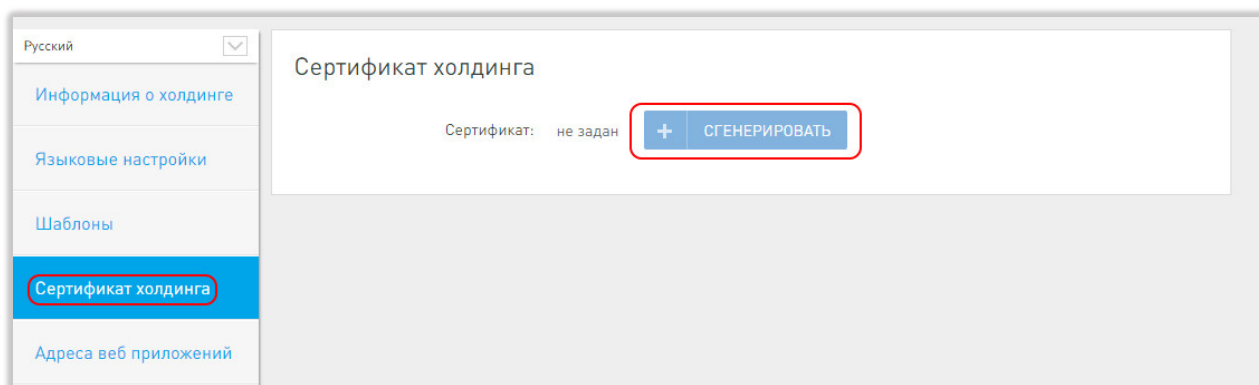 Русский
Информация о холдинге
Языковые настройки
Шаблоны
Сертификат холдинга
Адреса веб приложений
Сертификат холдинга
Сертификат: не задан + СГЕНЕРИРОВАТЬ